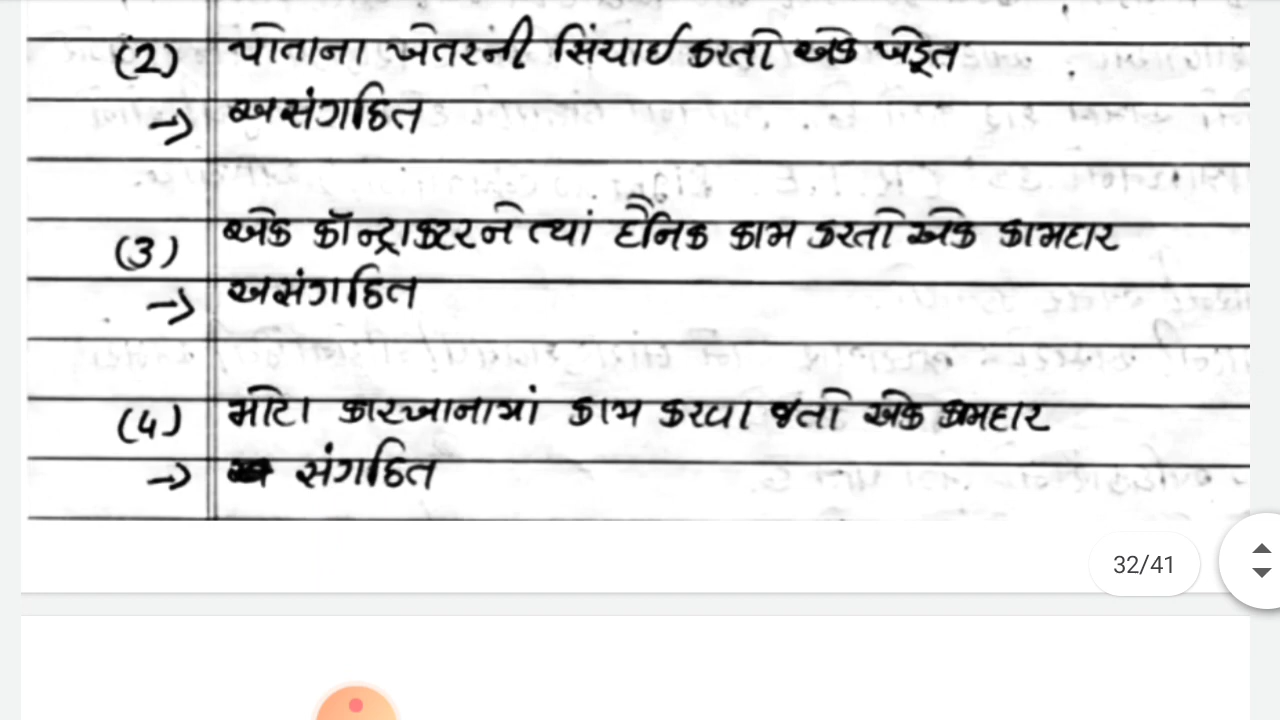 (2) પોતાના ખેતરની સિંચાઈ કરતો એક ખેડૂત
→ અસંગઠિત
(3) એક કૉન્ટ્રાક્ટરને ત્યાં દૈનિક કામ કરતો એક કામદાર
→ અસંગઠિત
(4) મોટા કારખાનામાં કામ કરવા જતો એક કામદાર
→ સંગઠિત
32/41